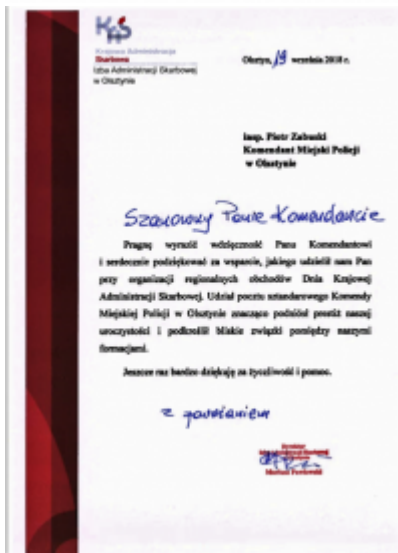 KAS
Krajowa Administracja
Skarbowa
Izba Administracji Skarbowej
w Olsztynie
Olsztyn, 19 września 2018 r.
insp. Piotr Zabuski
Komendant Miejski Policji
w Olsztynie
Szanowny Panie Komendancie
Pragnę wyrazić wdzięczność Panu Komendantowi
i serdecznie podziękować za wsparcie, jakiego udzielił nam Pan
przy organizacji regionalnych obchodów Dnia Krajowej
Administracji Skarbowej. Udział pocztu sztandarowego Komendy
Miejskiej Policji w Olsztynie znacząco podniósł prestiż naszej
uroczystości i podkreślił bliskie związki pomiędzy naszymi
formacjami.
Jeszcze raz bardzo dziękuję za życzliwość i pomoc.
z poważaniem